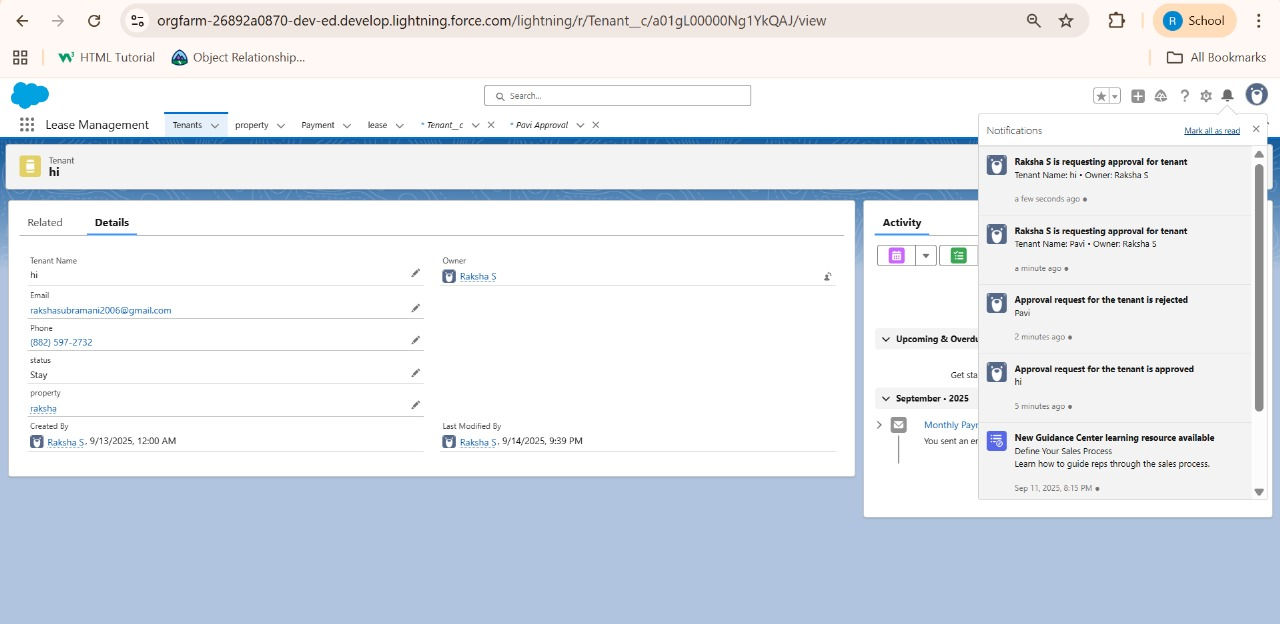 orgfarm-26892a0870-dev-ed.develop.lightning.force.com/lightning/r/Tenant__c/a01gL00000Ng1YkQAJ/view
R School
HTML Tutorial
Object Relationship...
All Bookmarks
Search...
Lease Management
Tenants
property
Payment
lease
* Tenant__c
* Pavi Approval
Tenant
hi
Related
Details
Tenant Name
hi
Email
rakshasubramani2006@gmail.com
Phone
(882) 597-2732
status
Stay
property
raksha
Created By
Raksha S, 9/13/2025, 12:00 AM
Owner
Raksha S
Last Modified By
Raksha S, 9/14/2025, 9:39 PM
Activity
Upcoming & Overdu
Get sta
September • 2025
Monthly Payn
You sent an en
Notifications
Mark all as read
Raksha S is requesting approval for tenant
Tenant Name: hi • Owner: Raksha S
a few seconds ago •
Raksha S is requesting approval for tenant
Tenant Name: Pavi • Owner: Raksha S
a minute ago •
Approval request for the tenant is rejected
Pavi
2 minutes ago •
Approval request for the tenant is approved
hi
5 minutes ago •
New Guidance Center learning resource available
Define Your Sales Process
Learn how to guide reps through the sales process.
Sep 11, 2025, 8:15 PM •